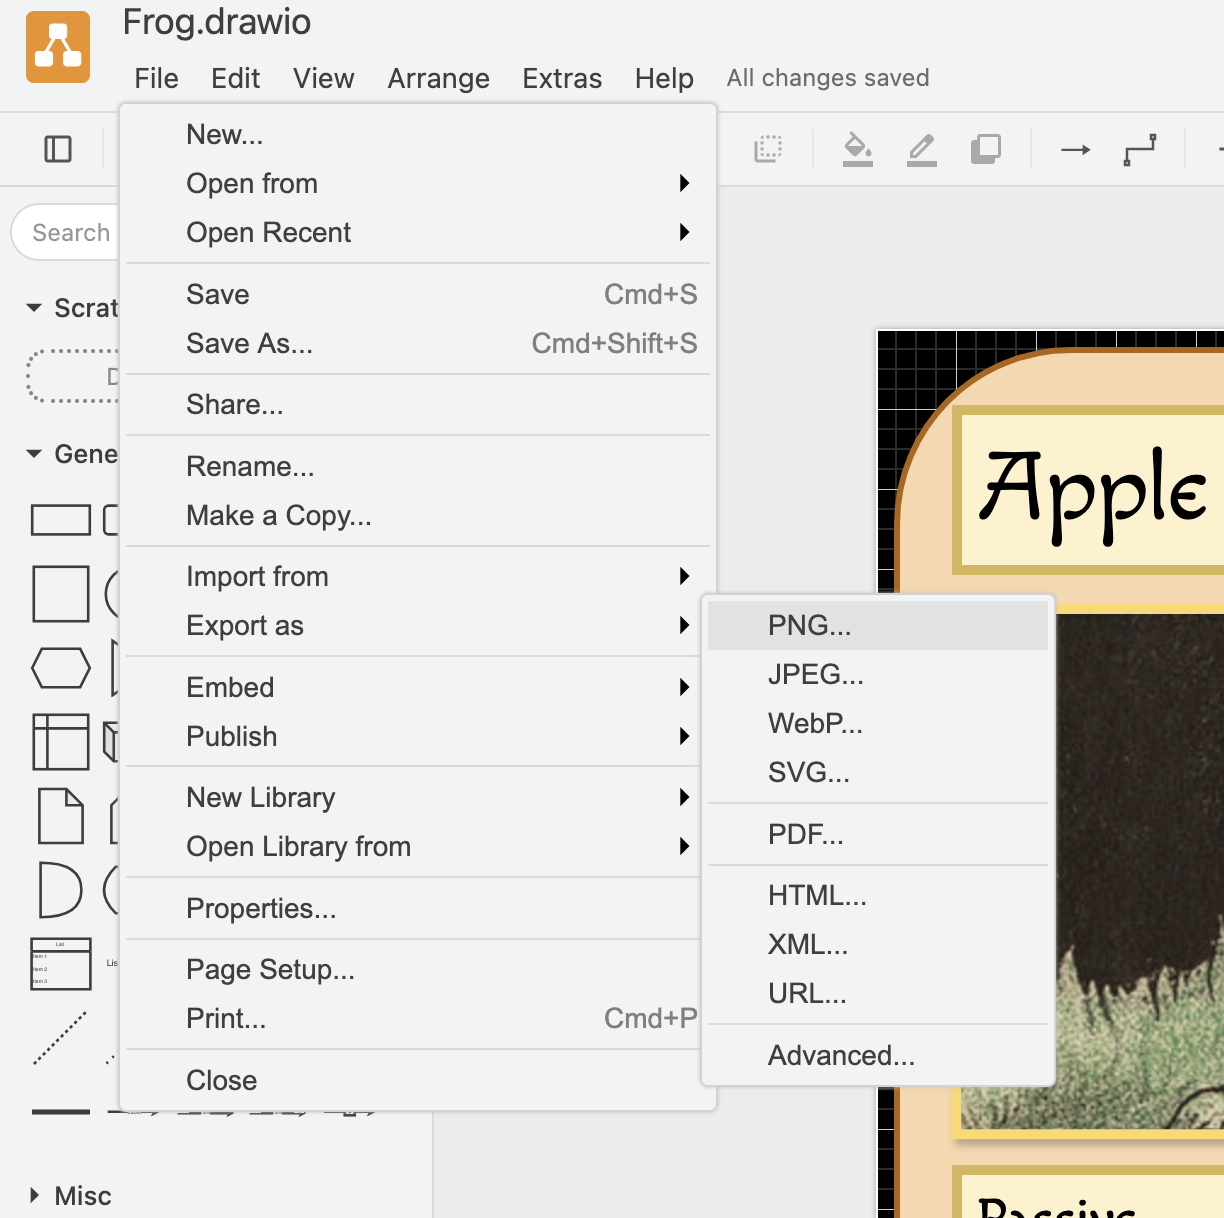 Frog.drawio
File Edit View Arrange Extras Help All changes saved
New...
Open from
Open Recent
Save Cmd+S
Save As... Cmd+Shift+S
Share...
Rename...
Make a Copy...
Import from
Export as
Embed
Publish
New Library
Open Library from
Properties...
Page Setup...
Print... Cmd+P
Close
PNG...
JPEG...
WebP...
SVG...
PDF...
HTML...
XML...
URL...
Advanced...
Search
Scrat
D
Gene
List
Item 1
Item 2
Item 3
Lis
Misc
Apple